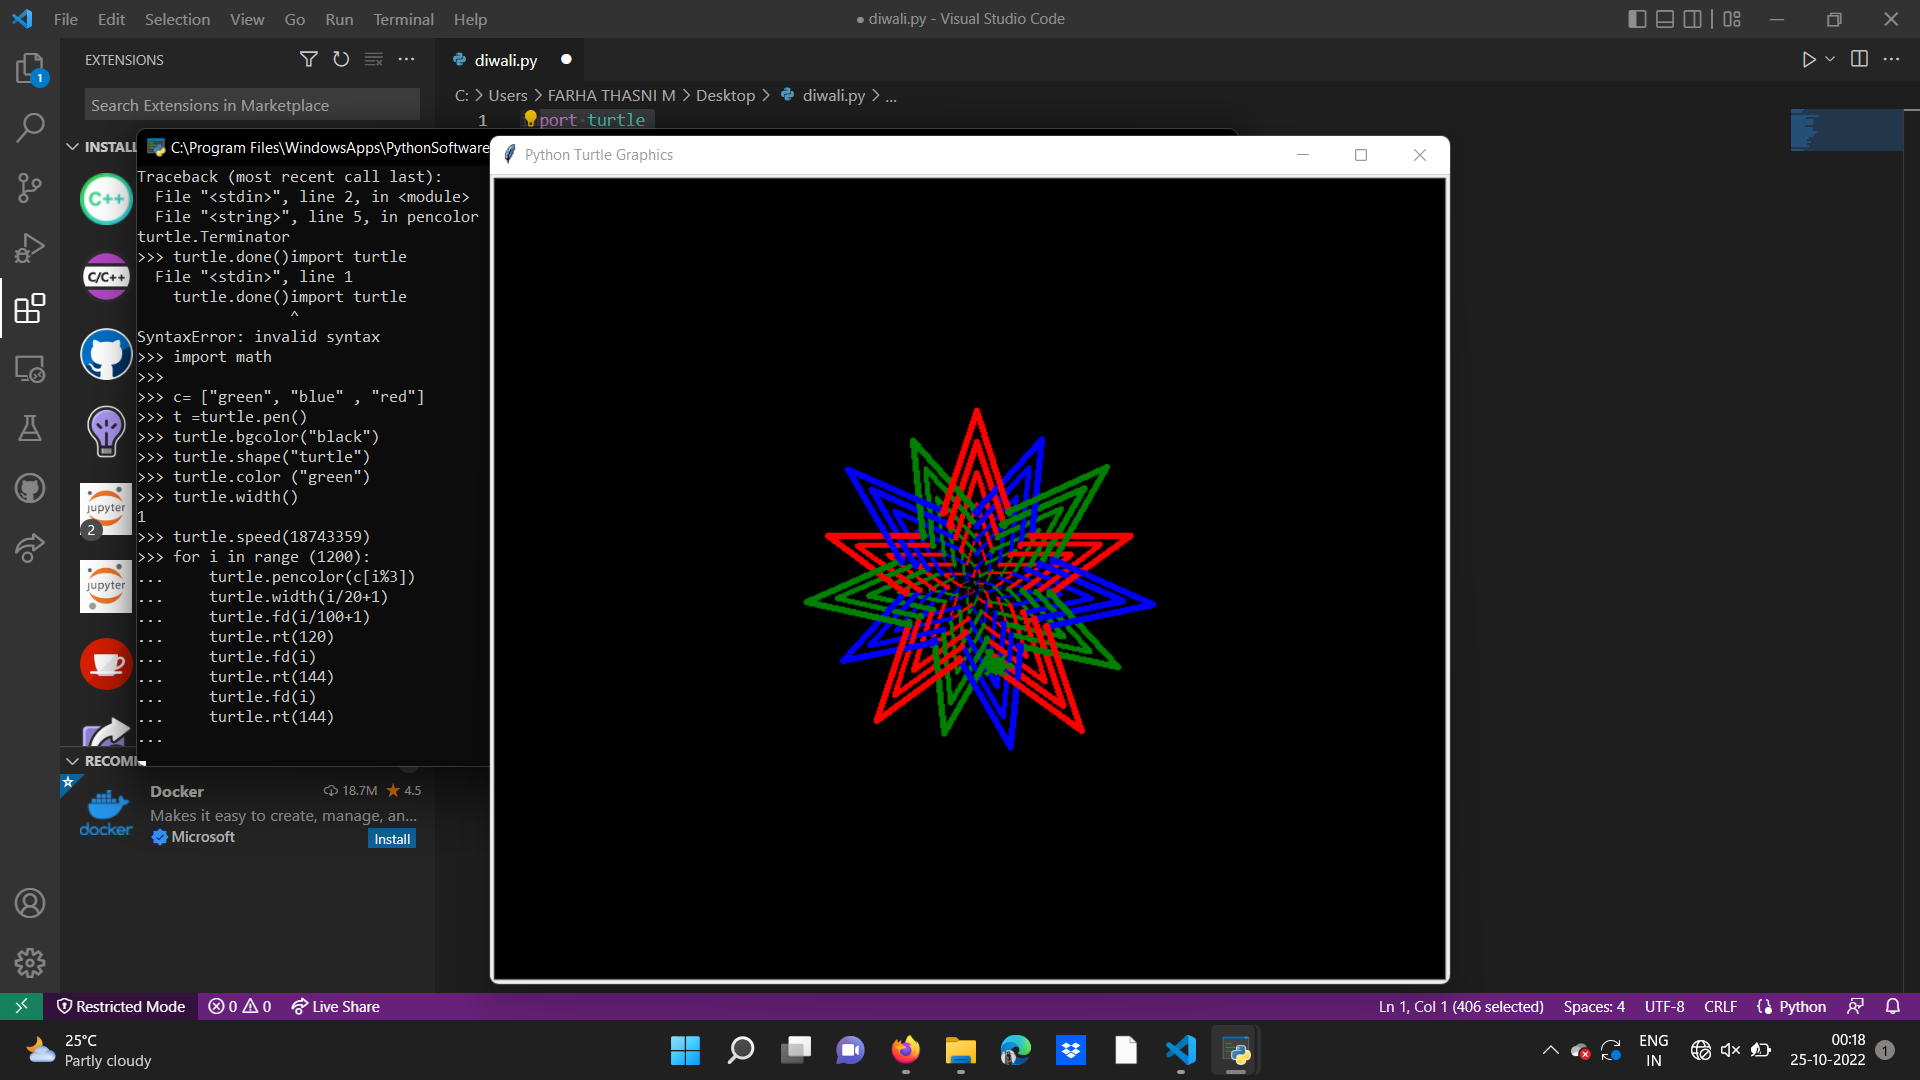 File Edit Selection View Go Run Terminal Help
● diwali.py - Visual Studio Code
EXTENSIONS
diwali.py
Search Extensions in Marketplace
C: > Users > FARHA THASNI M > Desktop > diwali.py > ...
1 port turtle
INSTALL
C:\Program Files\WindowsApps\PythonSoftware
Python Turtle Graphics
Traceback (most recent call last):
File "<stdin>", line 2, in <module>
File "<string>", line 5, in pencolor
turtle.Terminator
>>> turtle.done()import turtle
File "<stdin>", line 1
turtle.done()import turtle
^
SyntaxError: invalid syntax
>>> import math
>>>
>>> c= ["green", "blue" , "red"]
>>> t =turtle.pen()
>>> turtle.bgcolor("black")
>>> turtle.shape("turtle")
>>> turtle.color ("green")
>>> turtle.width()
1
>>> turtle.speed(18743359)
>>> for i in range (1200):
... turtle.pencolor(c[i%3])
... turtle.width(i/20+1)
... turtle.fd(i/100+1)
... turtle.rt(120)
... turtle.fd(i)
... turtle.rt(144)
... turtle.fd(i)
... turtle.rt(144)
...
1
C++
C/C++
jupyter
2
jupyter
RECOM
Docker 18.7M 4.5
Makes it easy to create, manage, an...
Microsoft
Install
docker
Restricted Mode 0 0 Live Share
Ln 1, Col 1 (406 selected) Spaces: 4 UTF-8 CRLF Python
25°C
Partly cloudy
ENG
IN
00:18
25-10-2022
1